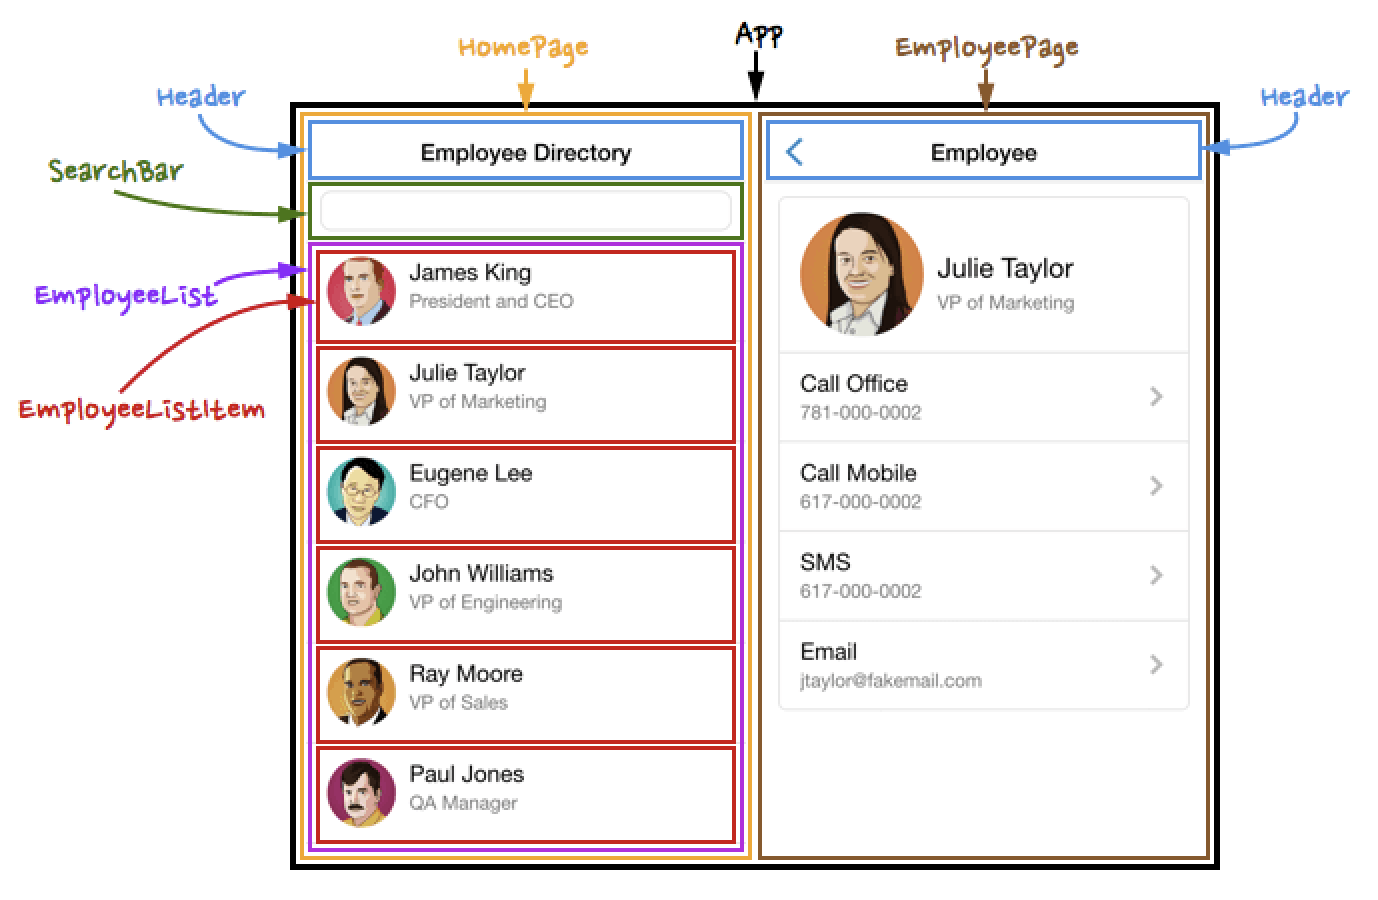 App
HomePage
EmployeePage
Header
Header
SearchBar
EmployeeList
EmployeeListItem
Employee Directory
James King
President and CEO
Julie Taylor
VP of Marketing
Eugene Lee
CFO
John Williams
VP of Engineering
Ray Moore
VP of Sales
Paul Jones
QA Manager
Employee
Julie Taylor
VP of Marketing
Call Office
781-000-0002
Call Mobile
617-000-0002
SMS
617-000-0002
Email
jtaylor@fakemail.com